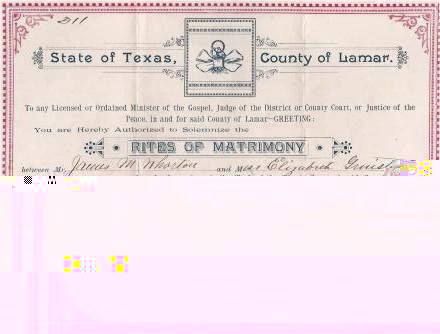 211
State of Texas, County of Lamar.
To any Licensed or Ordained Minister of the Gospel, Judge of the District or County Court, or Justice of the
Peace, in and for said County of Lamar—GREETING:
You are Hereby Authorized to Solemnize the
RITES OF MATRIMONY
between Mr. James M Whorton and M Elizabeth